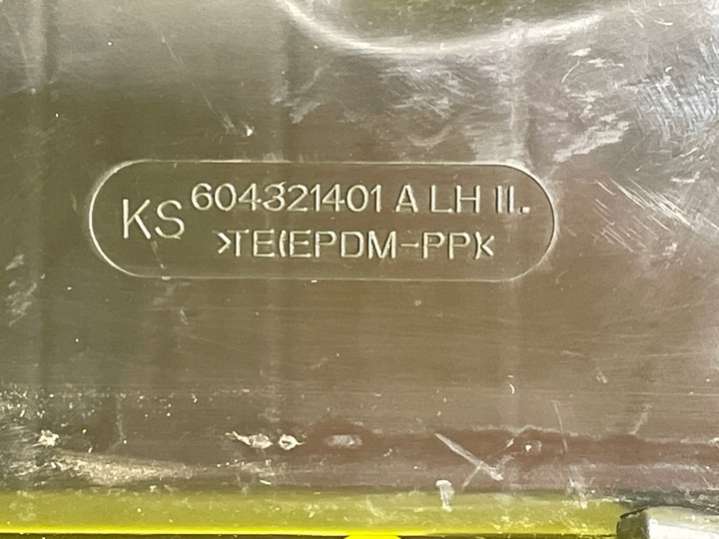 KS 604321401 A LH II.
>TE(EPDM-PP)<